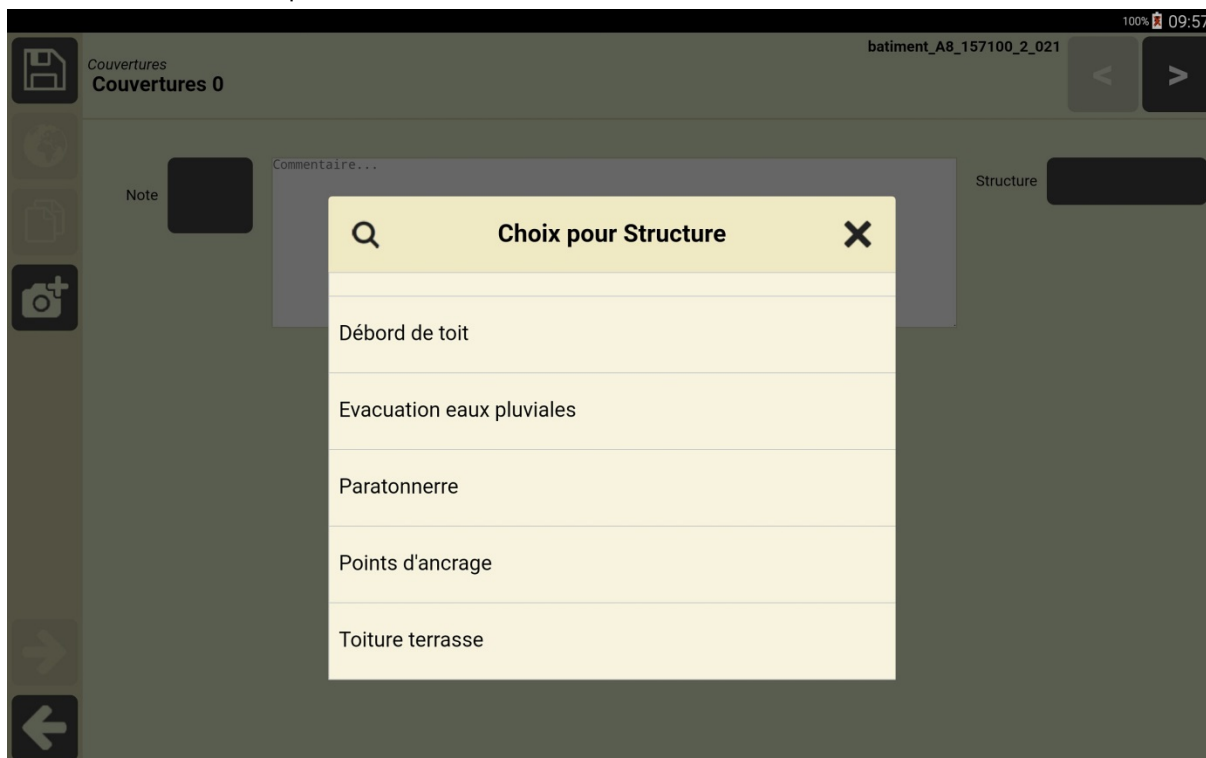 100% 09:57
batiment_A8_157100_2_021
Couvertures
Couvertures 0
< >
Commentaire...
Note
Structure
Choix pour Structure
Débord de toit
Evacuation eaux pluviales
Paratonnerre
Points d'ancrage
Toiture terrasse